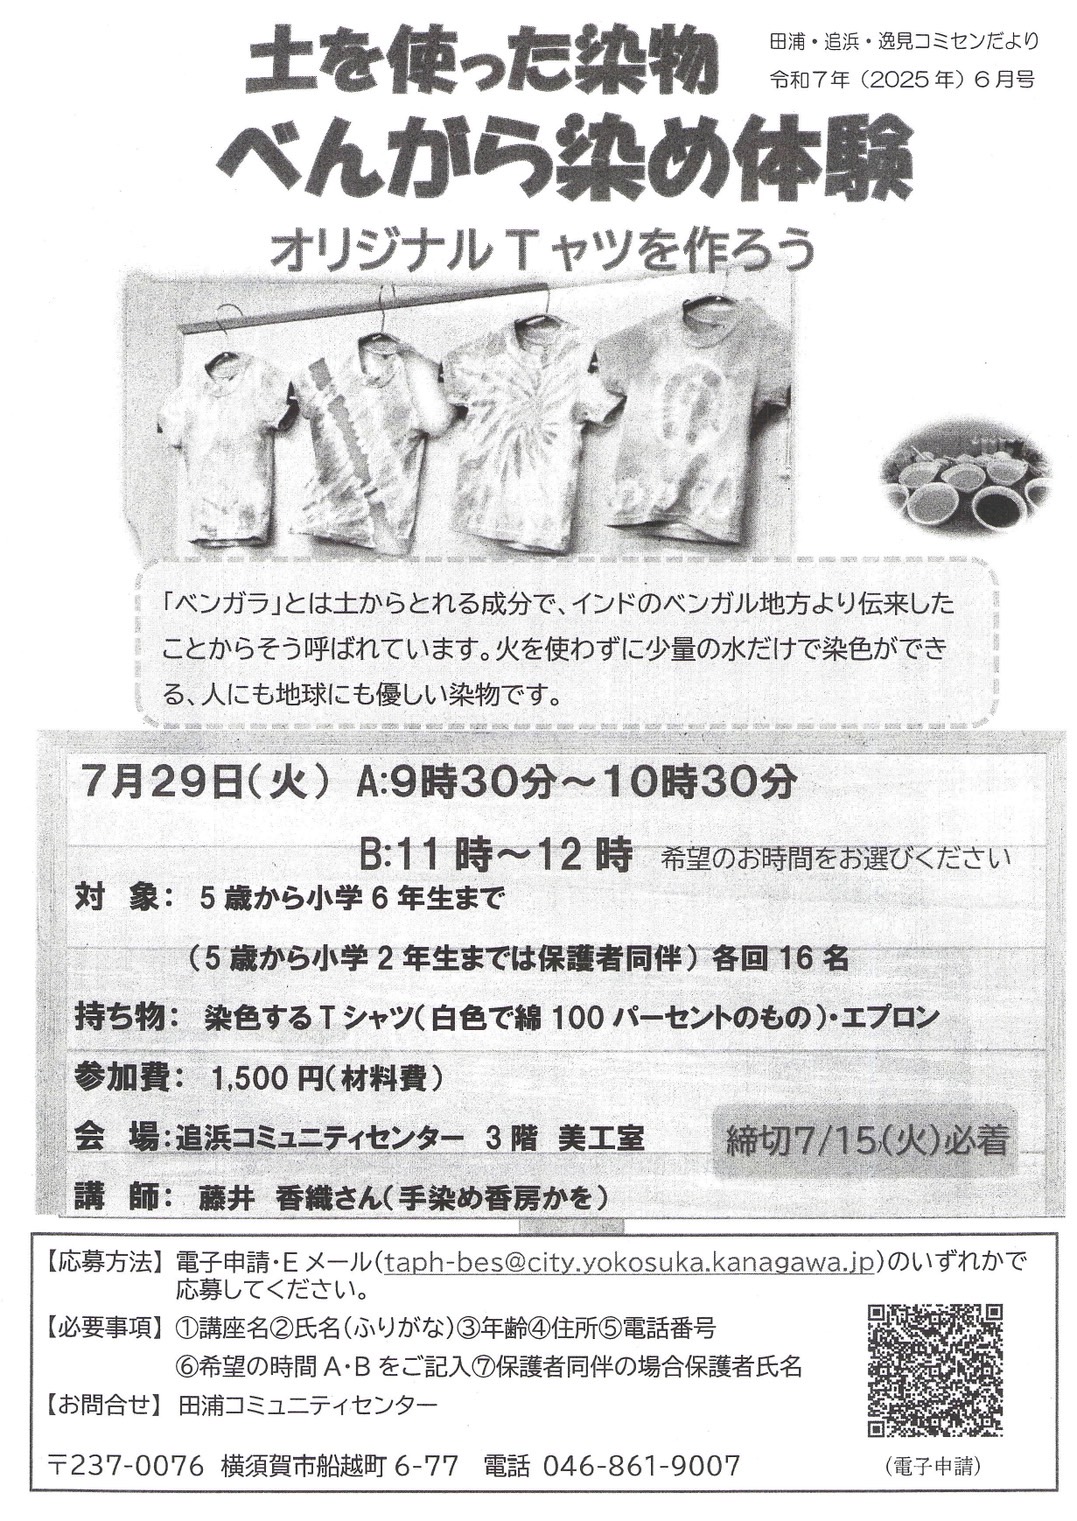 土を使った染物
田浦・追浜・逸見コミセンだより
令和7年（2025年）6月号
べんがら染め体験
オリジナルTャツを作ろう
「ベンガラ」とは土からとれる成分で、インドのベンガル地方より伝来した
ことからそう呼ばれています。火を使わずに少量の水だけで染色ができ
る、人にも地球にも優しい染物です。
7月29日(火) A:9時30分～10時30分
B:11時～12時 希望のお時間をお選びください
対 象： 5歳から小学6年生まで
(5歳から小学2年生までは保護者同伴)各回16名
持ち物： 染色するTシャツ(白色で綿100パーセントのもの)・エプロン
参加費： 1,500円(材料費)
会 場：追浜コミュニティセンター 3階 美工室
締切7/15(火)必着
講 師： 藤井 香織さん(手染め香房かを)
【応募方法】電子申請・Eメール(taph-bes@city.yokosuka.kanagawa.jp)のいずれかで
応募してください。
【必要事項】①講座名②氏名(ふりがな)③年齢④住所⑤電話番号
⑥希望の時間A・Bをご記入⑦保護者同伴の場合保護者氏名
【お問合せ】田浦コミュニティセンター
〒237-0076 横須賀市船越町6-77 電話 046-861-9007
(電子申請)